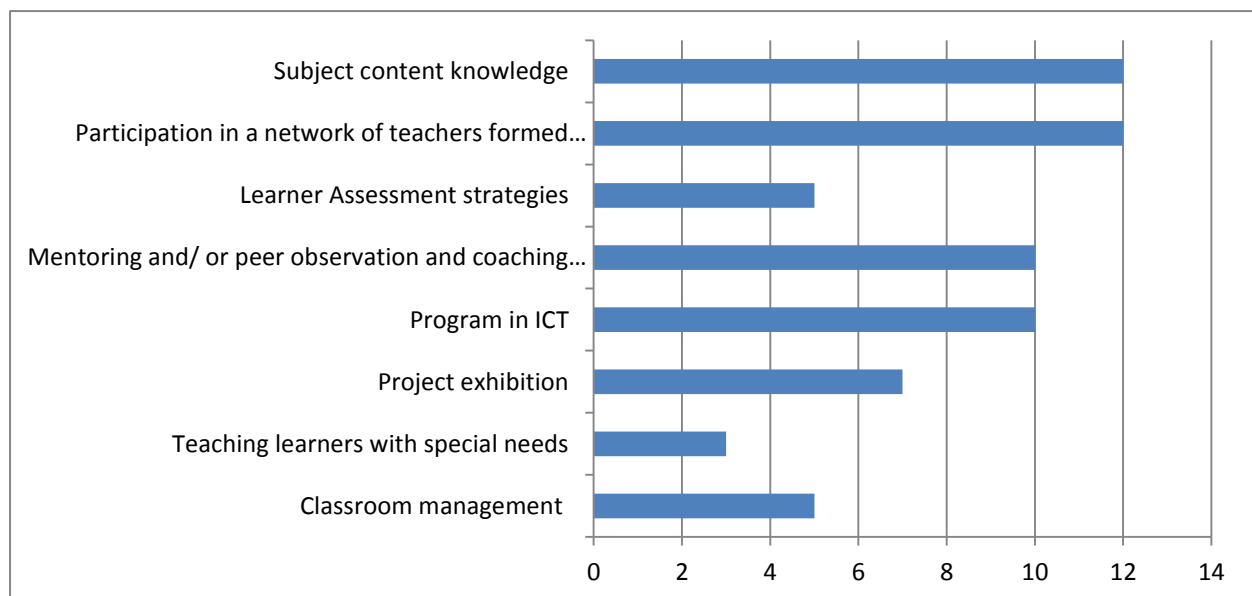 Subject content knowledge
Participation in a network of teachers formed…
Learner Assessment strategies
Mentoring and/ or peer observation and coaching…
Program in ICT
Project exhibition
Teaching learners with special needs
Classroom management
0 2 4 6 8 10 12 14